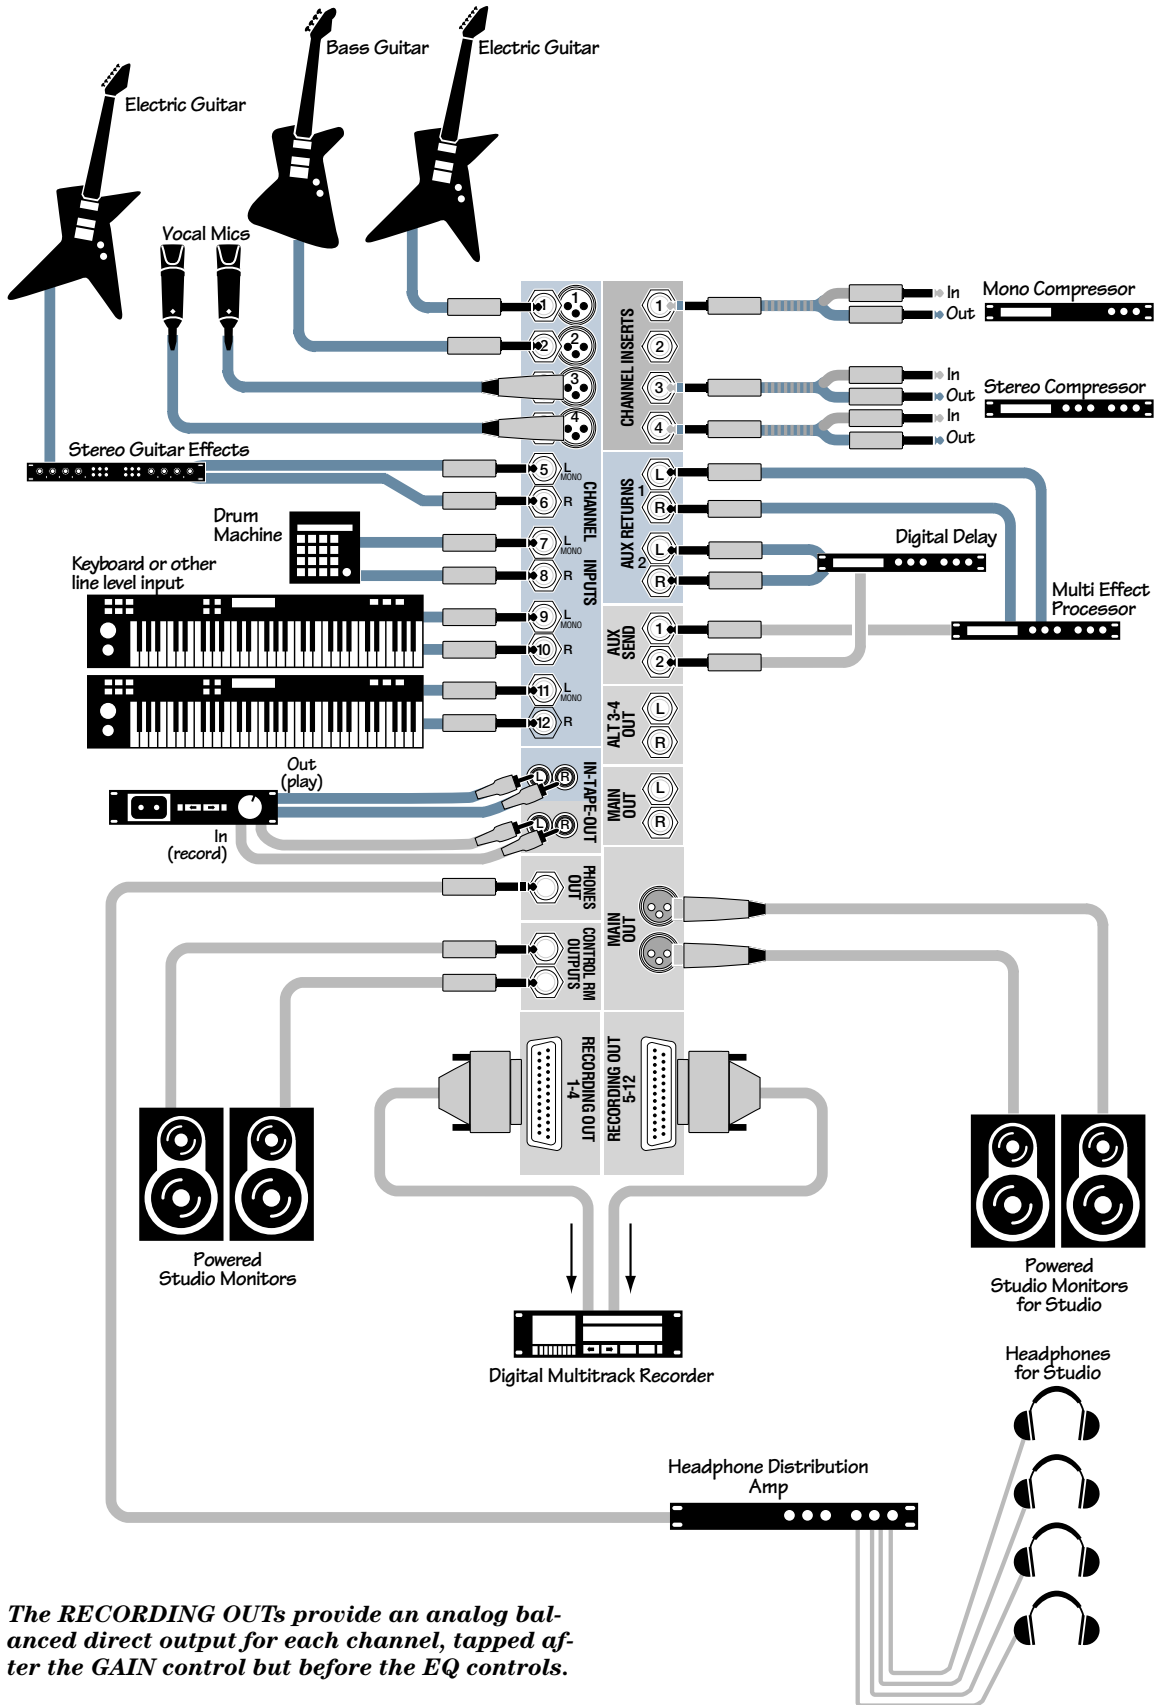 Bass Guitar
Electric Guitar
Electric Guitar
Vocal Mics
1 1
2 2
3
4
CHANNEL INSERTS
1
2
3
4
In
Out
Mono Compressor
In
Out
In
Out
Stereo Compressor
Stereo Guitar Effects
5 L
MONO
6 R
CHANNEL INPUTS
AUX RETURNS
1
L
R
2
L
R
Drum
Machine
7 L
MONO
8 R
Digital Delay
Keyboard or other
line level input
9 L
MONO
10 R
11 L
MONO
12 R
Multi Effect
Processor
AUX
SEND
1
2
ALT 3-4
OUT
L
R
Out
(play)
In
(record)
L R
L R
IN-TAPE-OUT
MAIN
OUT
L
R
PHONES
OUT
MAIN
OUT
CONTROL RM
OUTPUTS
RECORDING OUT
1-4
RECORDING OUT
5-12
Powered
Studio Monitors
Powered
Studio Monitors
for Studio
Digital Multitrack Recorder
Headphones
for Studio
Headphone Distribution
Amp
The RECORDING OUTs provide an analog bal-
anced direct output for each channel, tapped af-
ter the GAIN control but before the EQ controls.